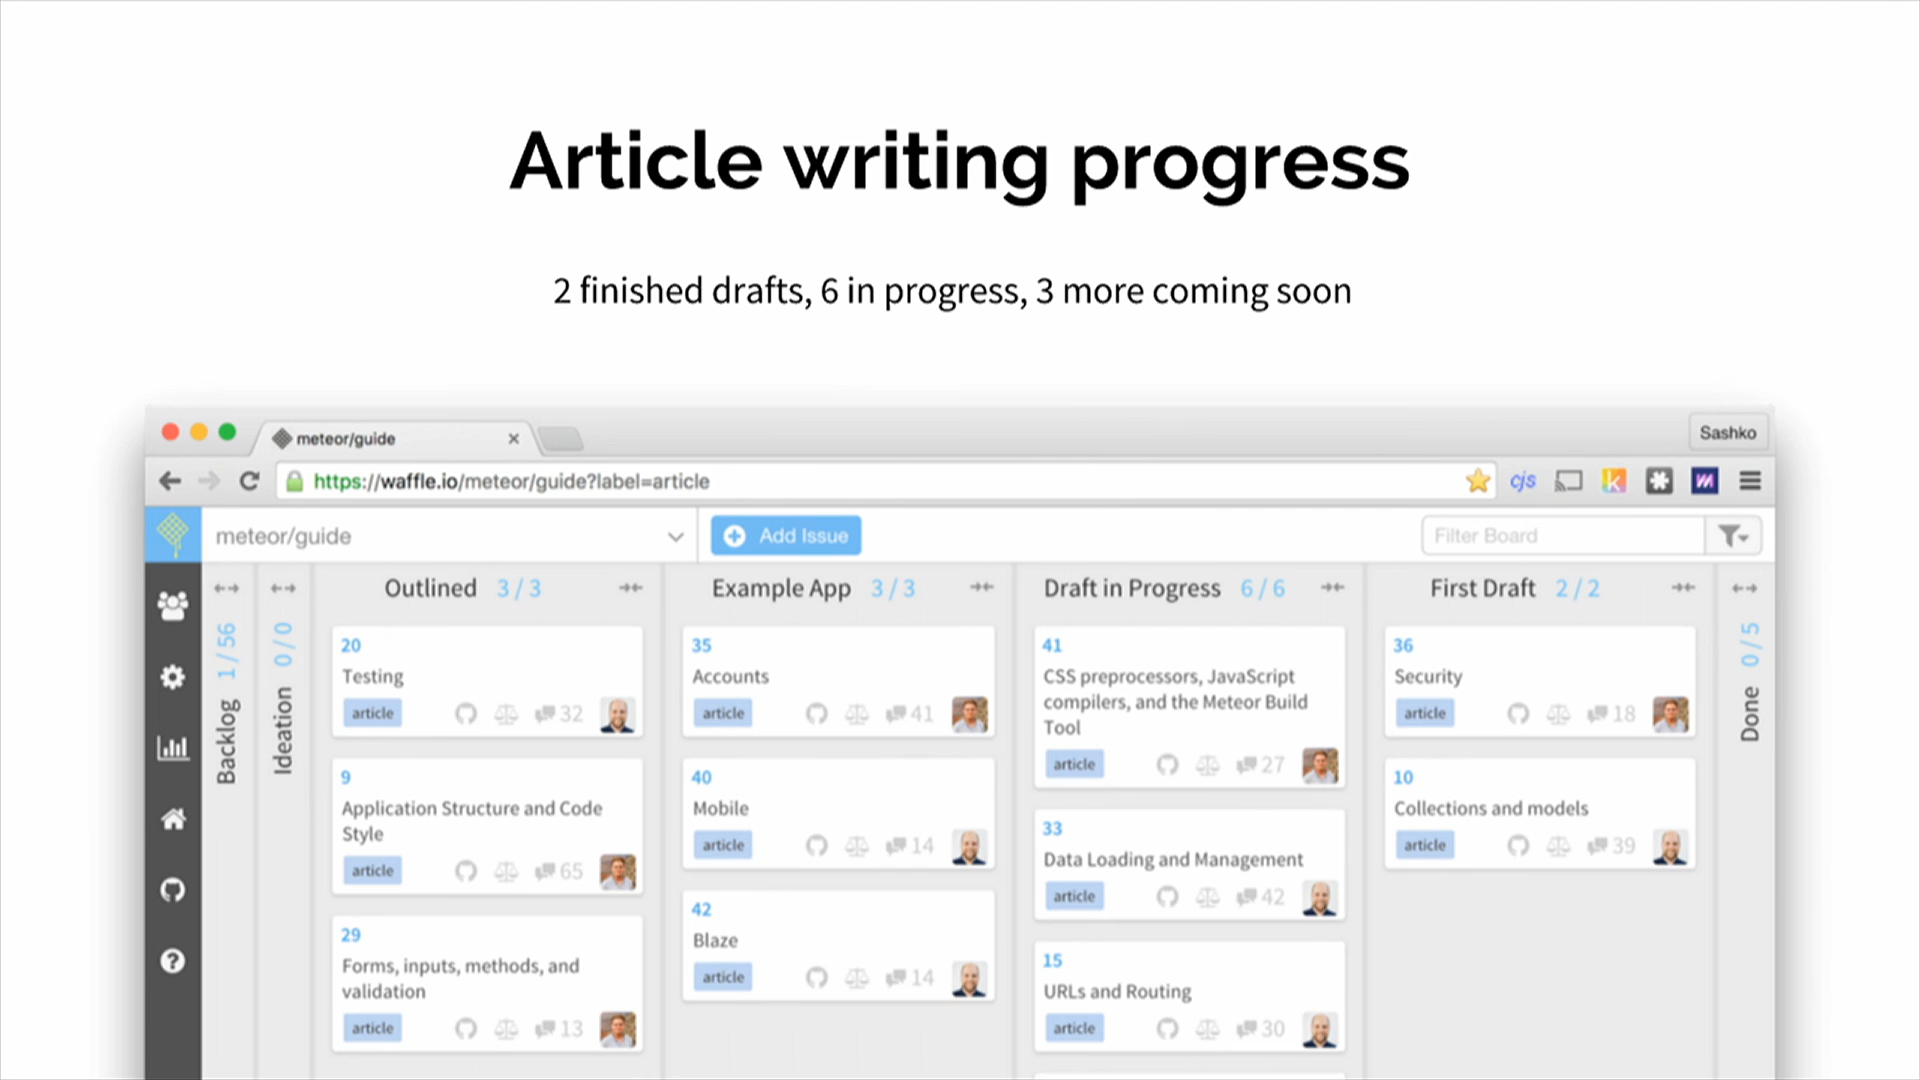 Article writing progress
2 finished drafts, 6 in progress, 3 more coming soon
meteor/guide
Sashko
https://waffle.io/meteor/guide?label=article
cjs
meteor/guide
Add Issue
Filter Board
Backlog 1 / 56
Ideation 0 / 0
Outlined 3 / 3
20
Testing
article 32
9
Application Structure and Code
Style
article 65
29
Forms, inputs, methods, and
validation
article 13
Example App 3 / 3
35
Accounts
article 41
40
Mobile
article 14
42
Blaze
article 14
Draft in Progress 6 / 6
41
CSS preprocessors, JavaScript
compilers, and the Meteor Build
Tool
article 27
33
Data Loading and Management
article 42
15
URLs and Routing
article 30
First Draft 2 / 2
36
Security
article 18
10
Collections and models
article 39
Done 0 / 5